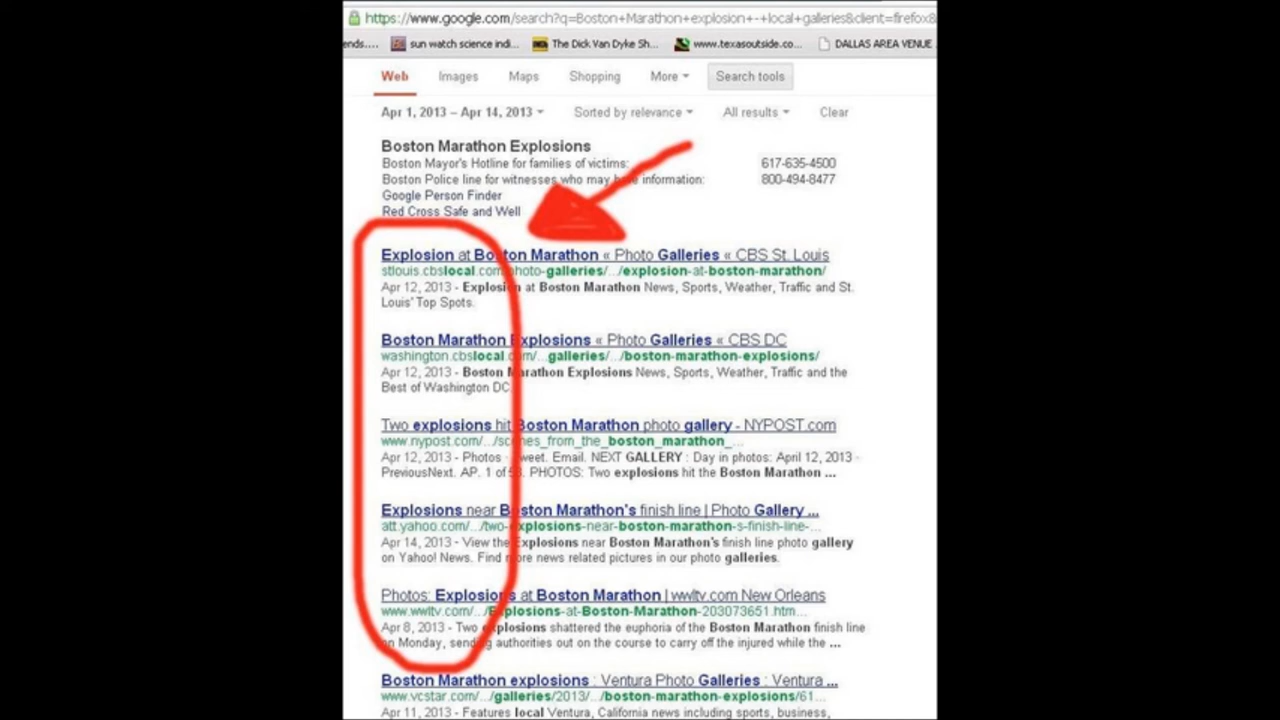 https://www.google.com/search?q=Boston+Marathon+explosion+-+local+galleries&client=firefox&
ends.... sun watch science indi... The Dick Van Dyke Sh... www.texasoutside.co... DALLAS AREA VENUE
Web Images Maps Shopping More Search tools
Apr 1, 2013 – Apr 14, 2013 Sorted by relevance All results Clear
Boston Marathon Explosions
Boston Mayor's Hotline for families of victims: 617-635-4500
Boston Police line for witnesses who may have information: 800-494-8477
Google Person Finder
Red Cross Safe and Well
Explosion at Boston Marathon « Photo Galleries « CBS St. Louis
stlouis.cbslocal.com/photo-galleries/.../explosion-at-boston-marathon/
Apr 12, 2013 - Explosion at Boston Marathon News, Sports, Weather, Traffic and St.
Louis' Top Spots.
Boston Marathon Explosions « Photo Galleries « CBS DC
washington.cbslocal.com/...galleries/.../boston-marathon-explosions/
Apr 12, 2013 - Boston Marathon Explosions News, Sports, Weather, Traffic and the
Best of Washington DC.
Two explosions hit Boston Marathon photo gallery - NYPOST.com
www.nypost.com/.../scenes_from_the_boston_marathon_...
Apr 12, 2013 - Photos · Tweet. Email. NEXT GALLERY : Day in photos: April 12, 2013 ·
PreviousNext. AP. 1 of PHOTOS: Two explosions hit the Boston Marathon ...
Explosions near Boston Marathon's finish line | Photo Gallery ...
att.yahoo.com/.../two-explosions-near-boston-marathon-s-finish-line-...
Apr 14, 2013 - View the Explosions near Boston Marathon's finish line photo gallery
on Yahoo! News. Find more news related pictures in our photo galleries.
Photos: Explosions at Boston Marathon | wwltv.com New Orleans
www.wwltv.com/.../Explosions-at-Boston-Marathon-203073651.htm...
Apr 8, 2013 - Two explosions shattered the euphoria of the Boston Marathon finish line
on Monday, sending authorities out on the course to carry off the injured while the ...
Boston Marathon explosions : Ventura Photo Galleries : Ventura ...
www.vcstar.com/.../galleries/2013/.../boston-marathon-explosions/61...
Apr 11, 2013 - Features local Ventura, California news including sports, business,